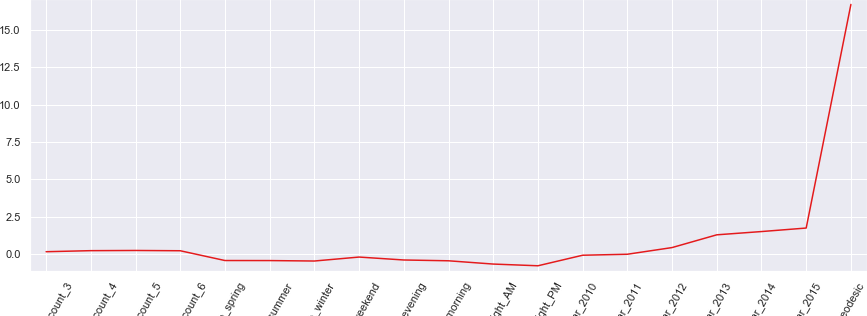 15.0
12.5
10.0
7.5
5.0
2.5
0.0
count_3
count_4
count_5
count_6
_spring
summer
_winter
eekend
evening
morning
ght_AM
ght_PM
ar_2010
ar_2011
ar_2012
ar_2013
ar_2014
ar_2015
eodesic